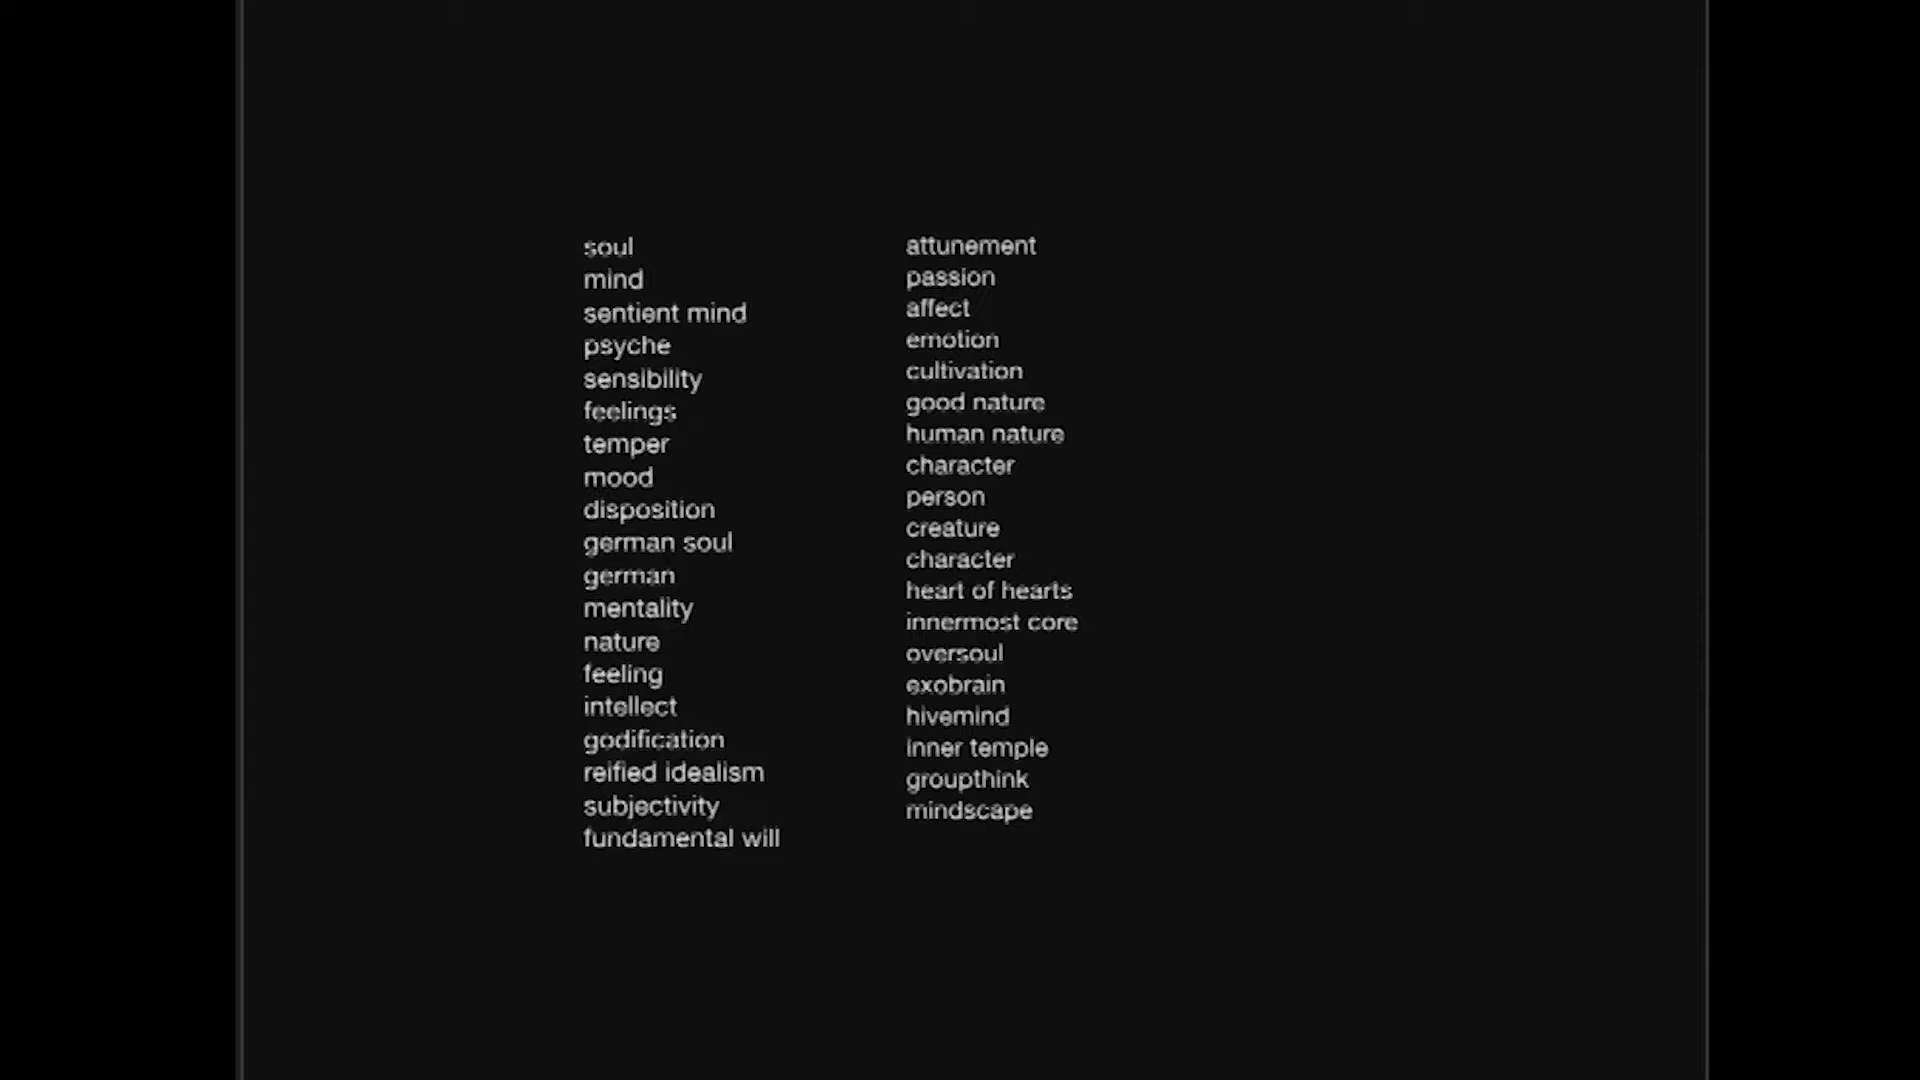 soul
mind
sentient mind
psyche
sensibility
feelings
temper
mood
disposition
german soul
german
mentality
nature
feeling
intellect
godification
reified idealism
subjectivity
fundamental will
attunement
passion
affect
emotion
cultivation
good nature
human nature
character
person
creature
character
heart of hearts
innermost core
oversoul
exobrain
hivemind
inner temple
groupthink
mindscape